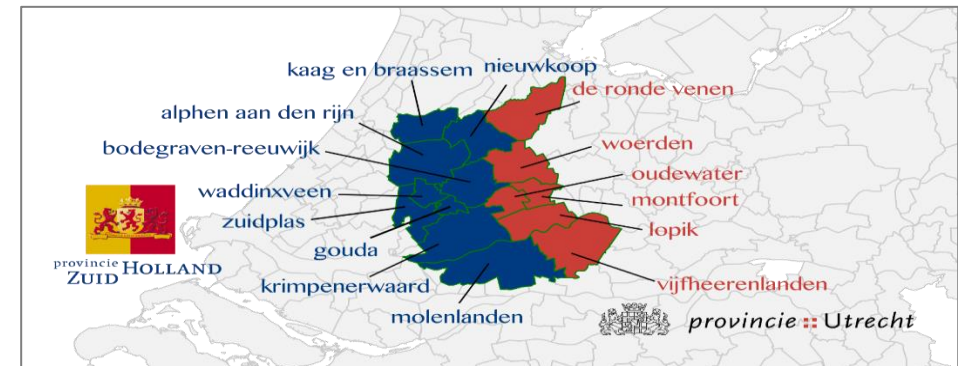 kaag en braassem
nieuwkoop
de ronde venen
alphen aan den rijn
bodegraven-reeuwijk
woerden
oudewater
waddinxveen
montfoort
zuidplas
lopik
gouda
provincie
ZUID HOLLAND
krimpenerwaard
vijfheerenlanden
molenlanden
provincie :: Utrecht